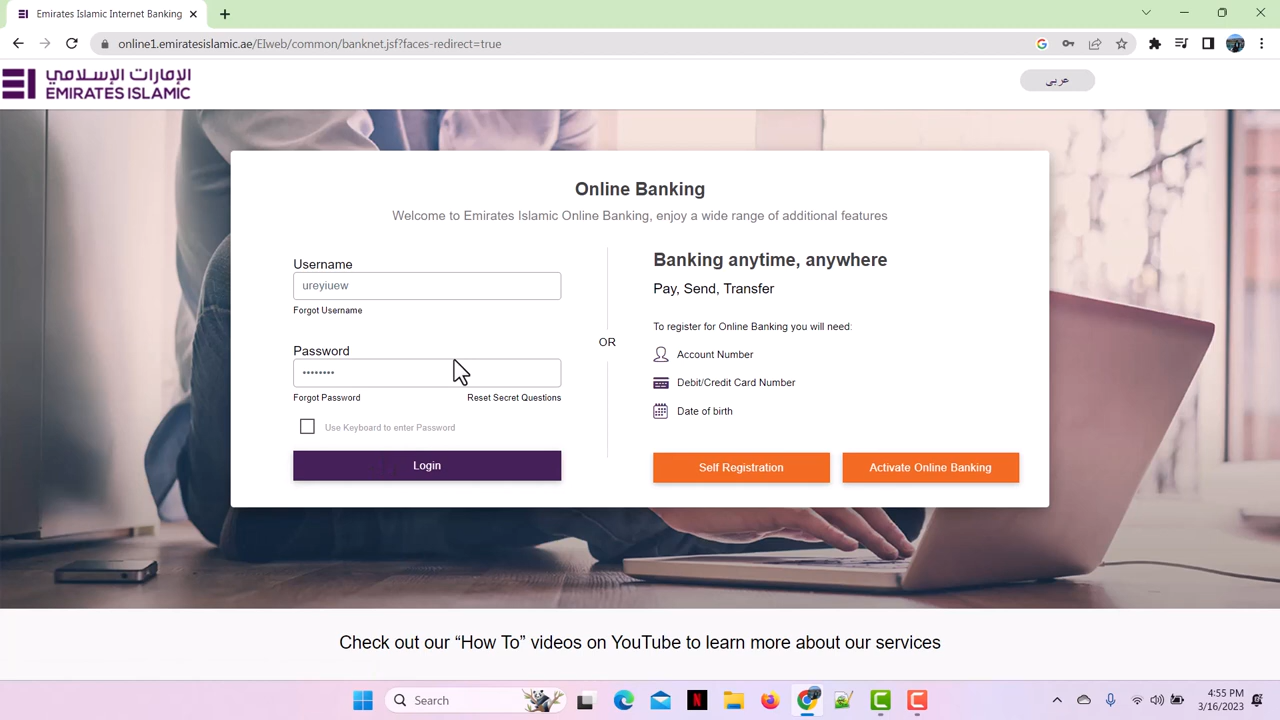 Emirates Islamic Internet Banking
online1.emiratesislamic.ae/EIweb/common/banknet.jsf?faces-redirect=true
الإمارات الإسلامي
EMIRATES ISLAMIC
عربي
Online Banking
Welcome to Emirates Islamic Online Banking, enjoy a wide range of additional features
Username
ureyiuew
Forgot Username
Password
••••••••
Forgot Password Reset Secret Questions
Use Keyboard to enter Password
Login
OR
Banking anytime, anywhere
Pay, Send, Transfer
To register for Online Banking you will need:
Account Number
Debit/Credit Card Number
Date of birth
Self Registration Activate Online Banking
Check out our “How To” videos on YouTube to learn more about our services
Search
4:55 PM
3/16/2023